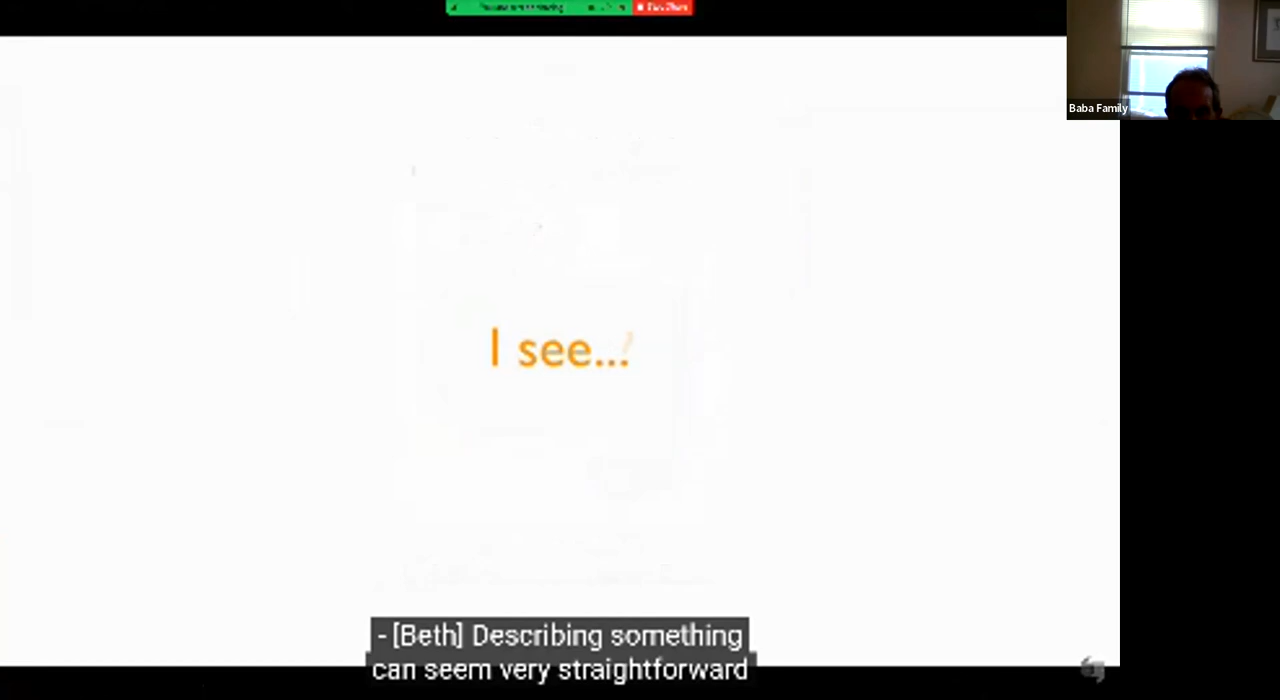 Baba Family
I see...
- [Beth] Describing something
can seem very straightforward